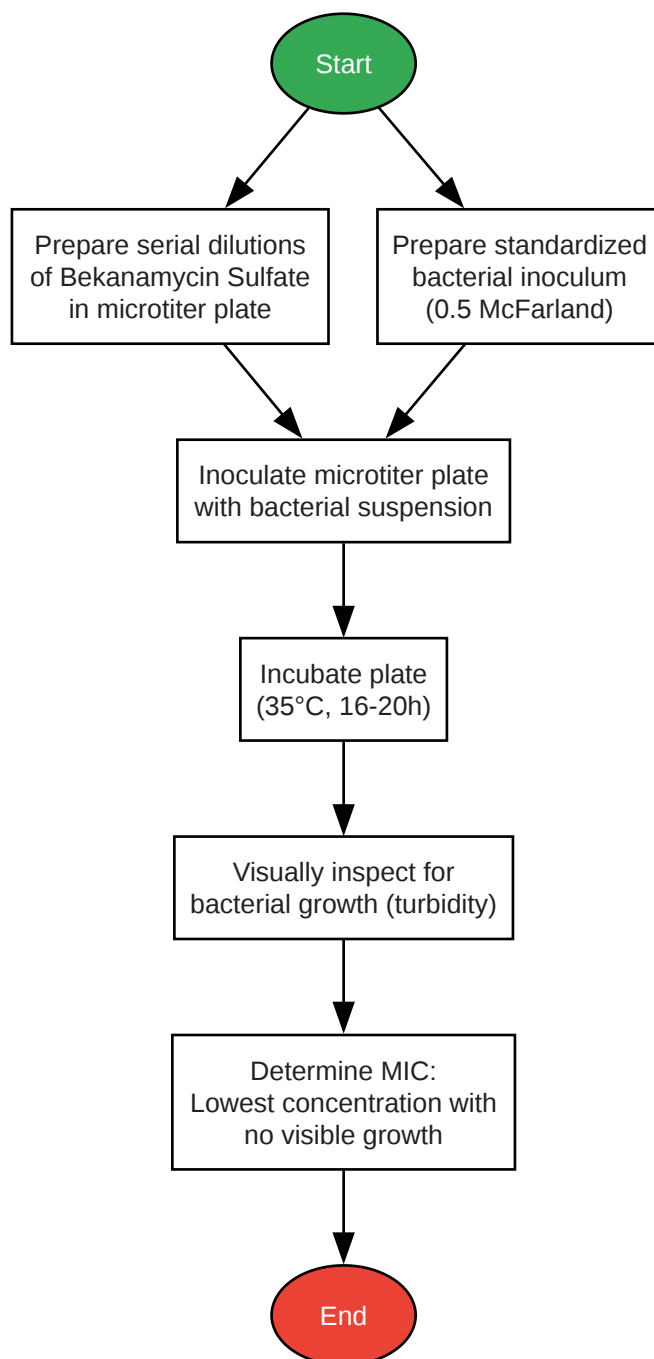 Start
Prepare serial dilutions
of Bekanamycin Sulfate
in microtiter plate
Prepare standardized
bacterial inoculum
(0.5 McFarland)
Inoculate microtiter plate
with bacterial suspension
Incubate plate
(35°C, 16-20h)
Visually inspect for
bacterial growth (turbidity)
Determine MIC:
Lowest concentration with
no visible growth
End